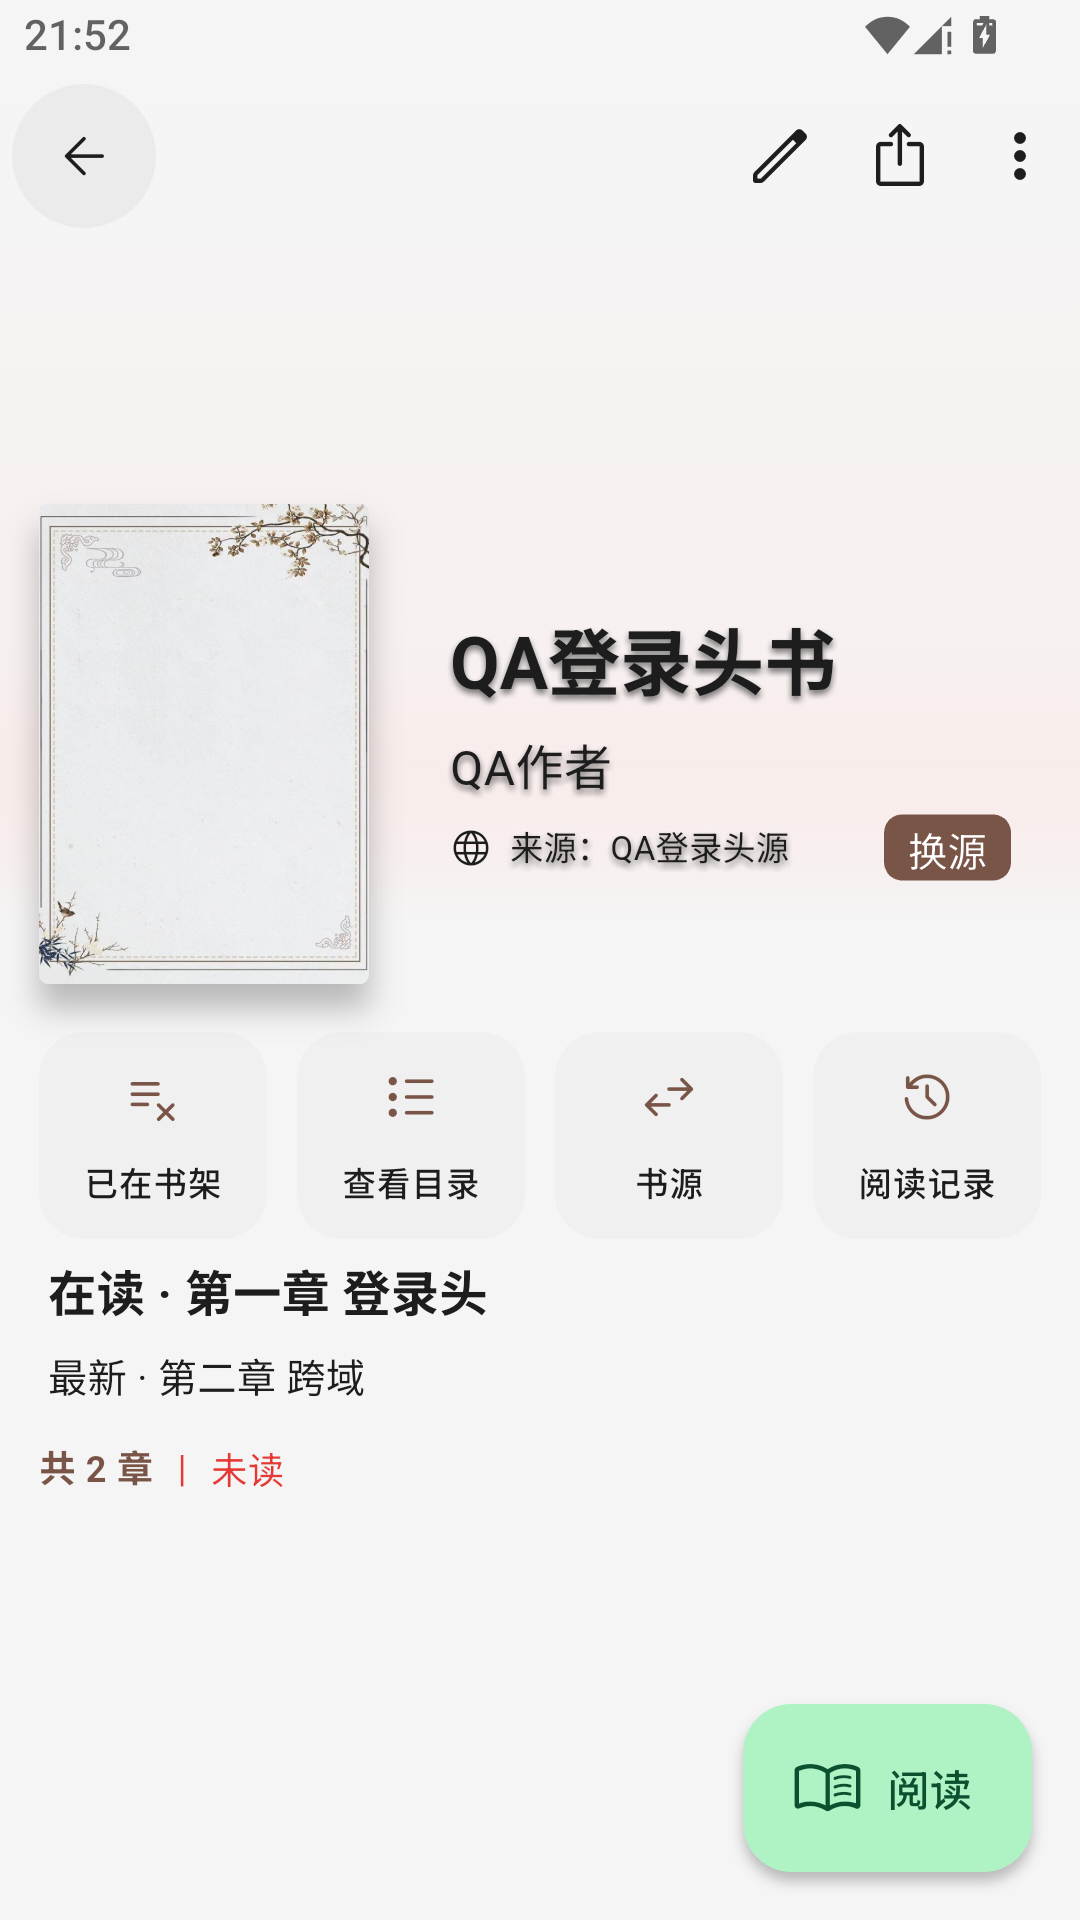 21:52
QA登录头书
QA作者
来源：QA登录头源
换源
已在书架
查看目录
书源
阅读记录
在读 · 第一章 登录头
最新 · 第二章 跨域
共 2 章 | 未读
阅读